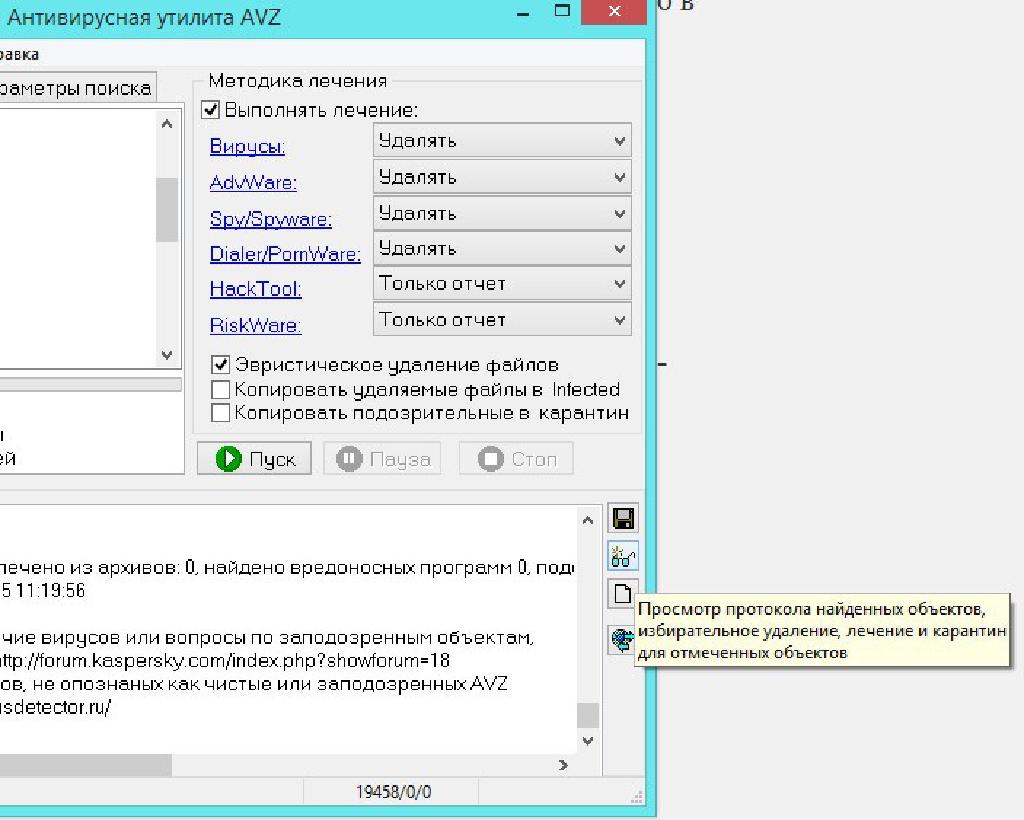 Антивирусная утилита AVZ
о в
равка
раметры поиска
Методика лечения
Выполнять лечение:
Вирусы: Удалять
AdvWare: Удалять
Spy/Spyware: Удалять
Dialer/PornWare: Удалять
HackTool: Только отчет
RiskWare: Только отчет
Эвристическое удаление файлов
Копировать удаляемые файлы в Infected
Копировать подозрительные в карантин
ы
ей
Пуск Пауза Стоп
лечено из архивов: 0, найдено вредоносных программ 0, подо
5 11:19:56
чие вирусов или вопросы по заподозренным объектам,
http://forum.kaspersky.com/index.php?showforum=18
ов, не опознаных как чистые или заподозренных AVZ
usdetector.ru/
Просмотр протокола найденных объектов,
избирательное удаление, лечение и карантин
для отмеченных объектов
19458/0/0